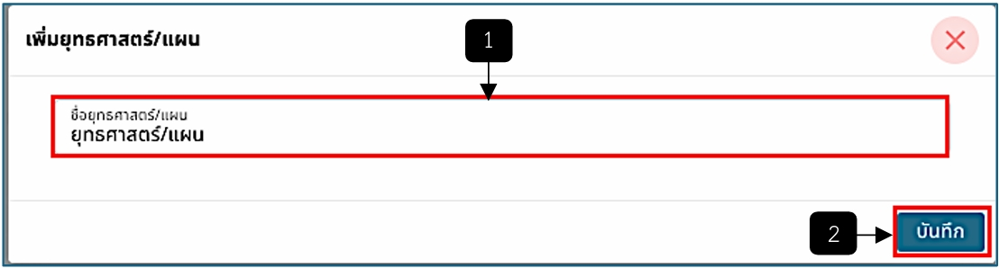 เพิ่มยุทธศาสตร์/แผน
1
ชื่อยุทธศาสตร์/แผน
ยุทธศาสตร์/แผน
2
บันทึก